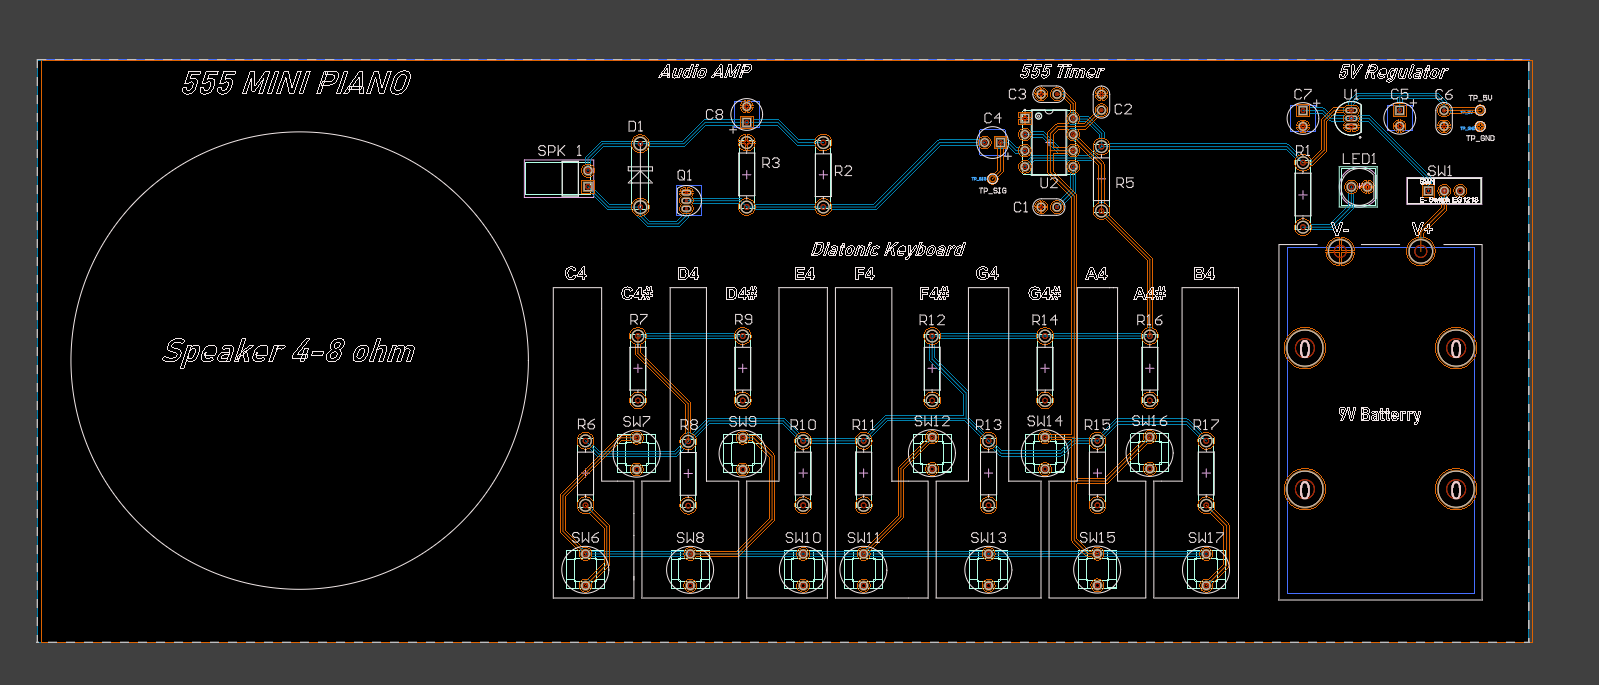 555 MINI PIANO
Audio AMP
555 Timer
5V Regulator
C8
D1
SPK 1
Q1
R3
R2
C3
C2
C4
TP_SIG
U2
R5
C1
C7
U1
C5
C6
TP_5V
TP_GND
R1
LED1
SW1
V-
V+
Diatonic Keyboard
C4
D4
E4
F4
G4
A4
B4
C4#
D4#
F4#
G4#
A4#
R7
R9
R12
R14
R16
Speaker 4-8 ohm
9V Batterry
0
0
0
0
R6
SW7
R8
SW9
R10
R11
SW12
R13
SW14
R15
SW16
R17
SW6
SW8
SW10
SW11
SW13
SW15
SW17